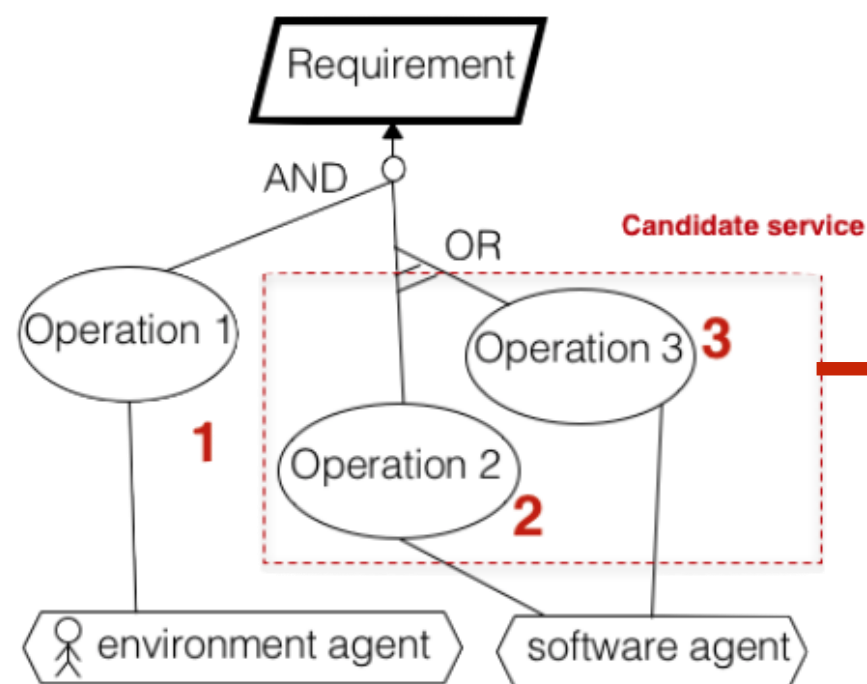 Requirement
AND
OR
Candidate service
Operation 1
Operation 3
3
1
Operation 2
2
environment agent
software agent